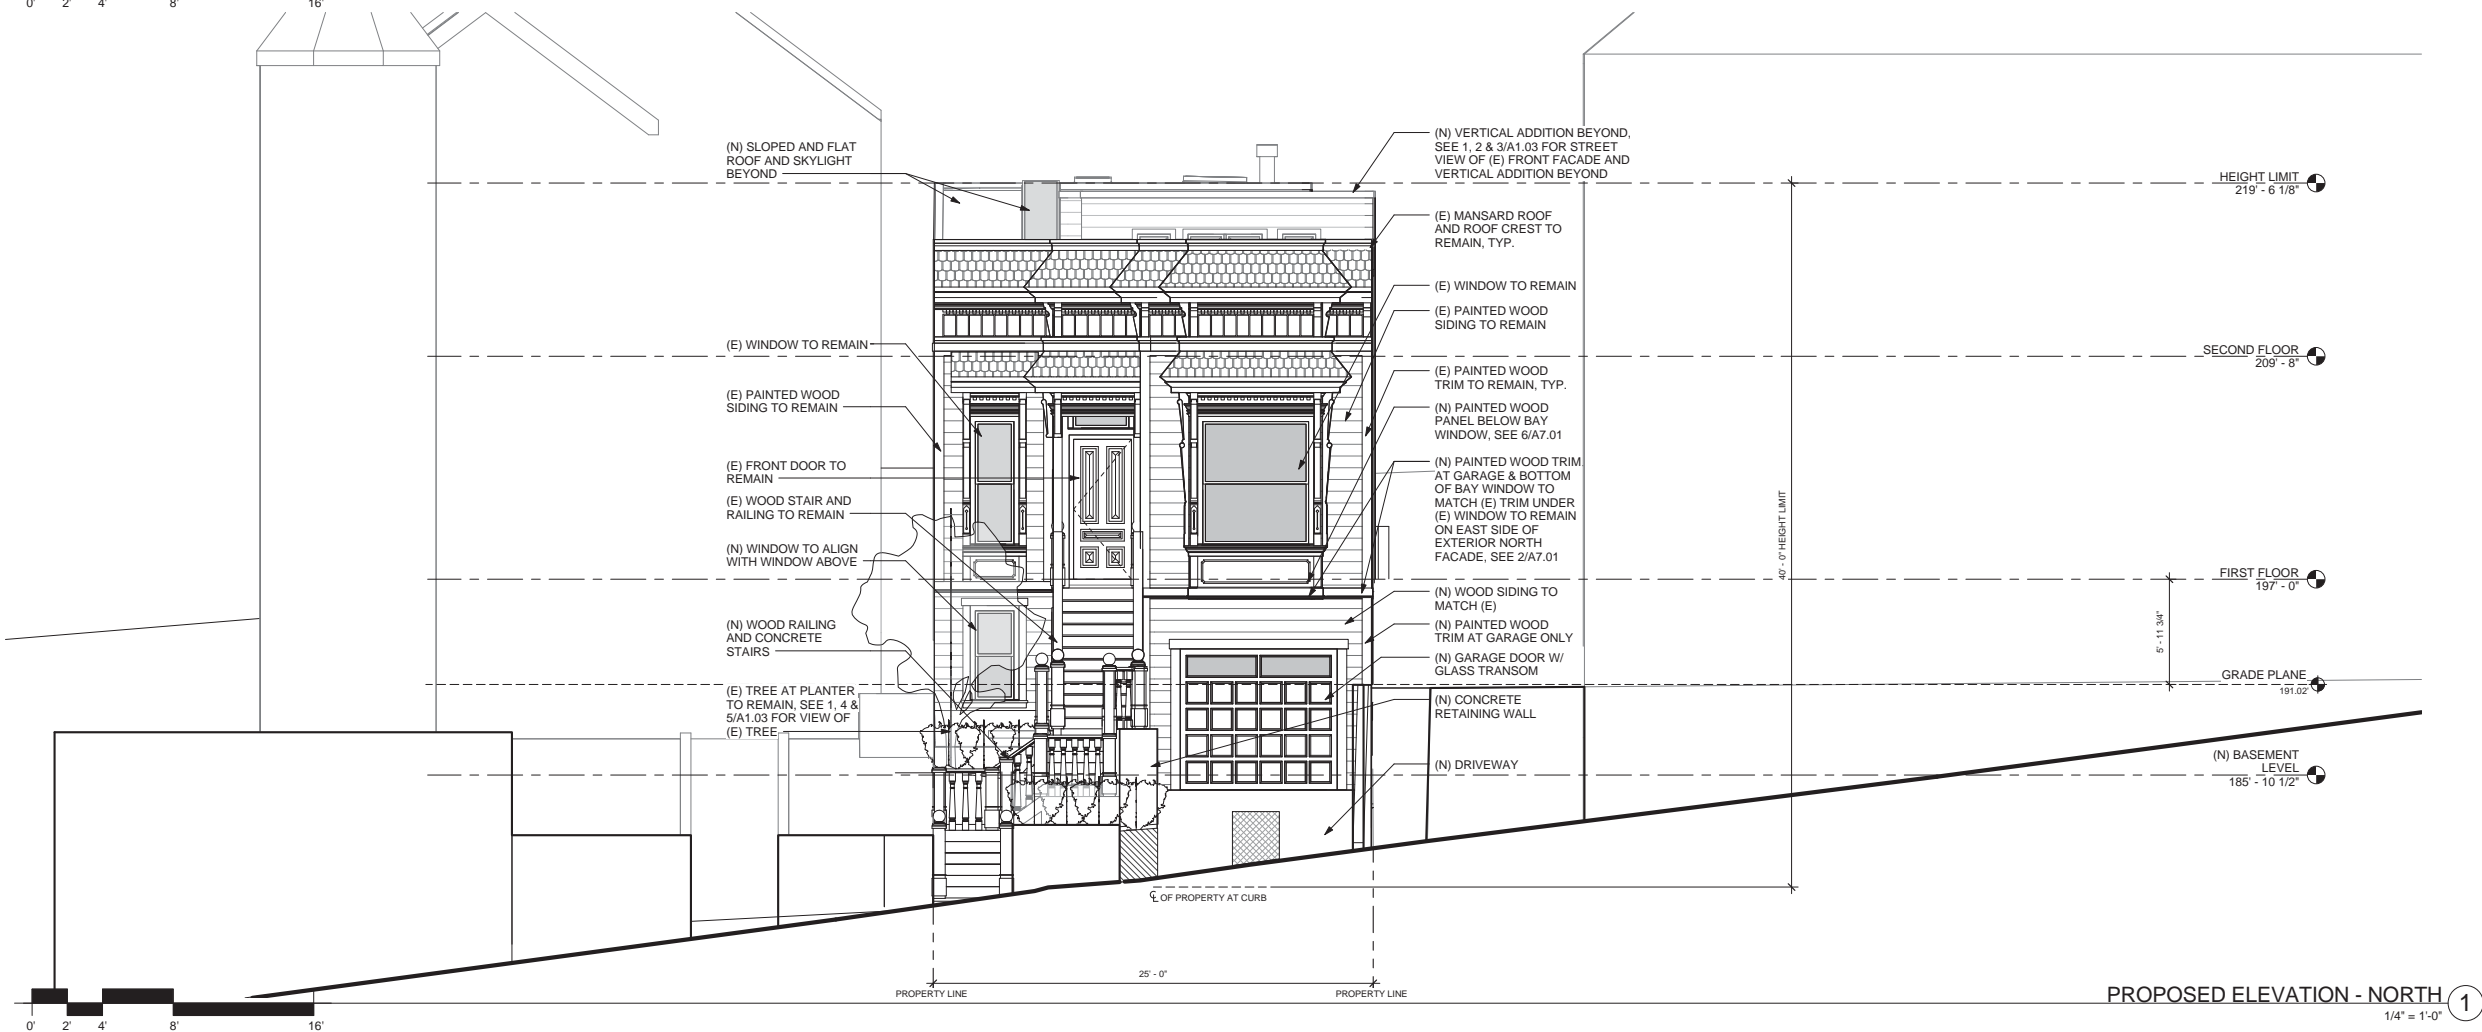 0' 2' 4' 8' 16'
(N) SLOPED AND FLAT
ROOF AND SKYLIGHT
BEYOND
(E) WINDOW TO REMAIN
(E) PAINTED WOOD
SIDING TO REMAIN
(E) FRONT DOOR TO
REMAIN
(E) WOOD STAIR AND
RAILING TO REMAIN
(N) WINDOW TO ALIGN
WITH WINDOW ABOVE
(N) WOOD RAILING
AND CONCRETE
STAIRS
(E) TREE AT PLANTER
TO REMAIN, SEE 1, 4 &
5/A1.03 FOR VIEW OF
(E) TREE
(N) VERTICAL ADDITION BEYOND,
SEE 1, 2 & 3/A1.03 FOR STREET
VIEW OF (E) FRONT FACADE AND
VERTICAL ADDITION BEYOND
(E) MANSARD ROOF
AND ROOF CREST TO
REMAIN, TYP.
(E) WINDOW TO REMAIN
(E) PAINTED WOOD
SIDING TO REMAIN
(E) PAINTED WOOD
TRIM TO REMAIN, TYP.
(N) PAINTED WOOD
PANEL BELOW BAY
WINDOW, SEE 6/A7.01
(N) PAINTED WOOD TRIM
AT GARAGE & BOTTOM
OF BAY WINDOW TO
MATCH (E) TRIM UNDER
(E) WINDOW TO REMAIN
ON EAST SIDE OF
EXTERIOR NORTH
FACADE, SEE 2/A7.01
(N) WOOD SIDING TO
MATCH (E)
(N) PAINTED WOOD
TRIM AT GARAGE ONLY
(N) GARAGE DOOR W/
GLASS TRANSOM
(N) CONCRETE
RETAINING WALL
(N) DRIVEWAY
40' - 0" HEIGHT LIMIT
HEIGHT LIMIT
219' - 6 1/8"
SECOND FLOOR
209' - 8"
FIRST FLOOR
197' - 0"
5' - 11 3/4"
GRADE PLANE
191.02'
(N) BASEMENT
LEVEL
185' - 10 1/2"
℄ OF PROPERTY AT CURB
25' - 0"
PROPERTY LINE
PROPERTY LINE
0' 2' 4' 8' 16'
PROPOSED ELEVATION - NORTH
1
1/4" = 1'-0"